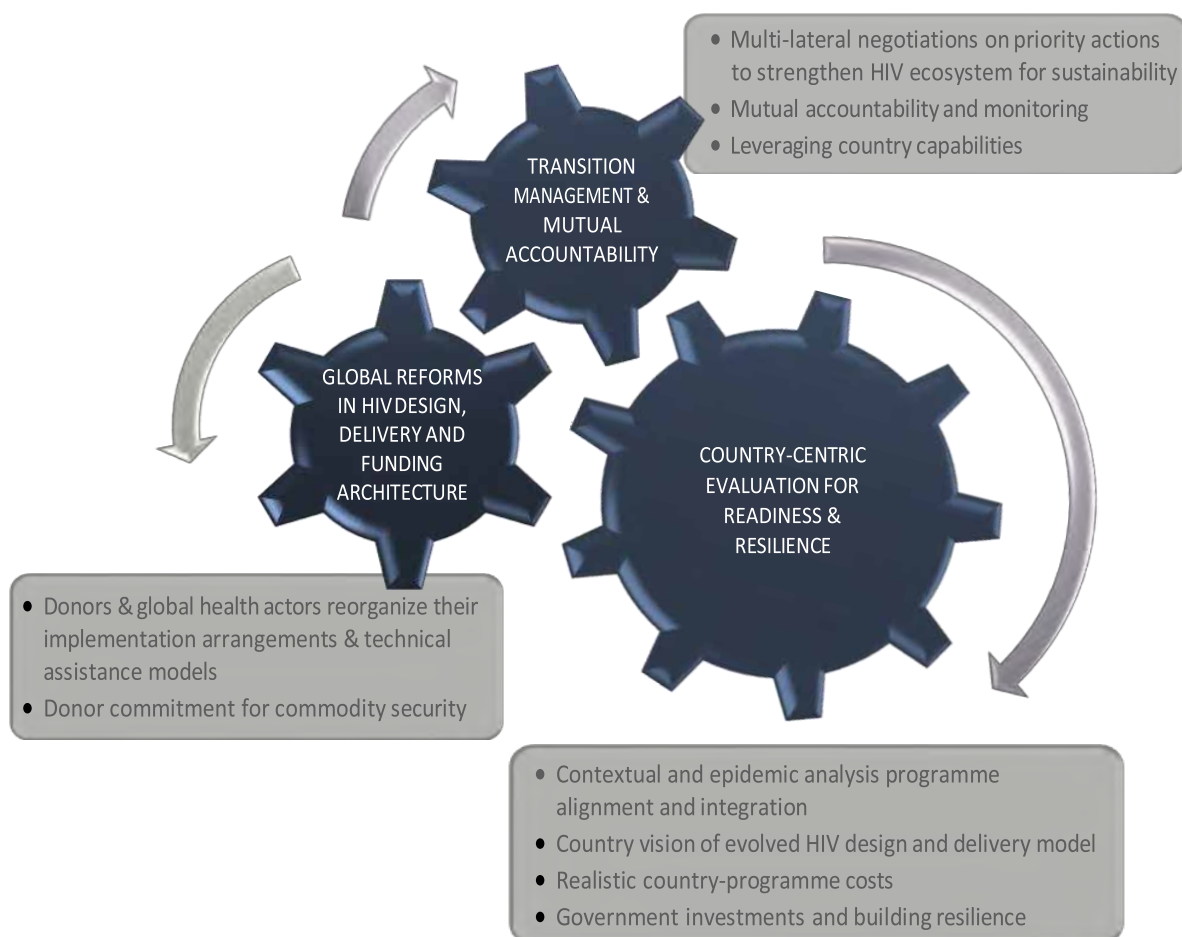 • Multi-lateral negotiations on priority actions
to strengthen HIV ecosystem for sustainability
• Mutual accountability and monitoring
• Leveraging country capabilities
TRANSITION
MANAGEMENT &
MUTUAL
ACCOUNTABILITY
GLOBAL REFORMS
IN HIV DESIGN,
DELIVERY AND
FUNDING
ARCHITECTURE
COUNTRY-CENTRIC
EVALUATION FOR
READINESS &
RESILIENCE
• Donors & global health actors reorganize their
implementation arrangements & technical
assistance models
• Donor commitment for commodity security
• Contextual and epidemic analysis programme
alignment and integration
• Country vision of evolved HIV design and delivery model
• Realistic country-programme costs
• Government investments and building resilience